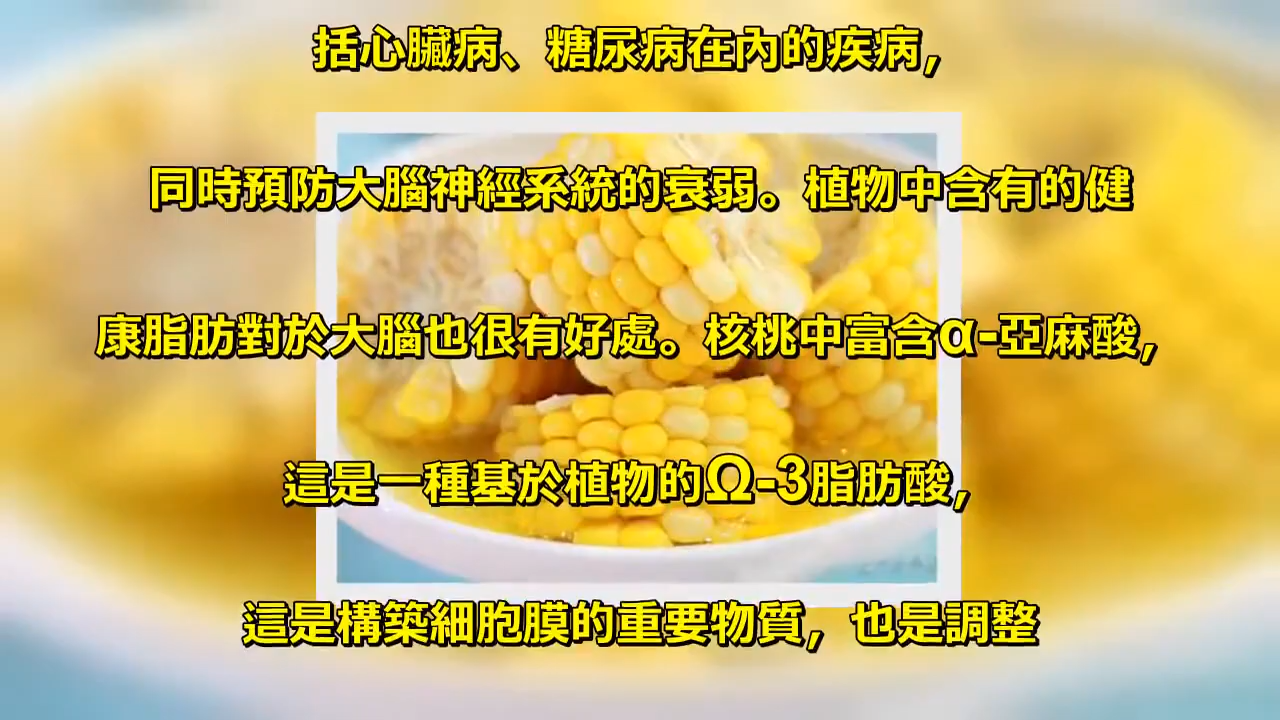 括心臟病、糖尿病在內的疾病，
同時預防大腦神經系統的衰弱。植物中含有的健
康脂肪對於大腦也很有好處。核桃中富含α-亞麻酸，
這是一種基於植物的Ω-3脂肪酸，
這是構築細胞膜的重要物質，也是調整